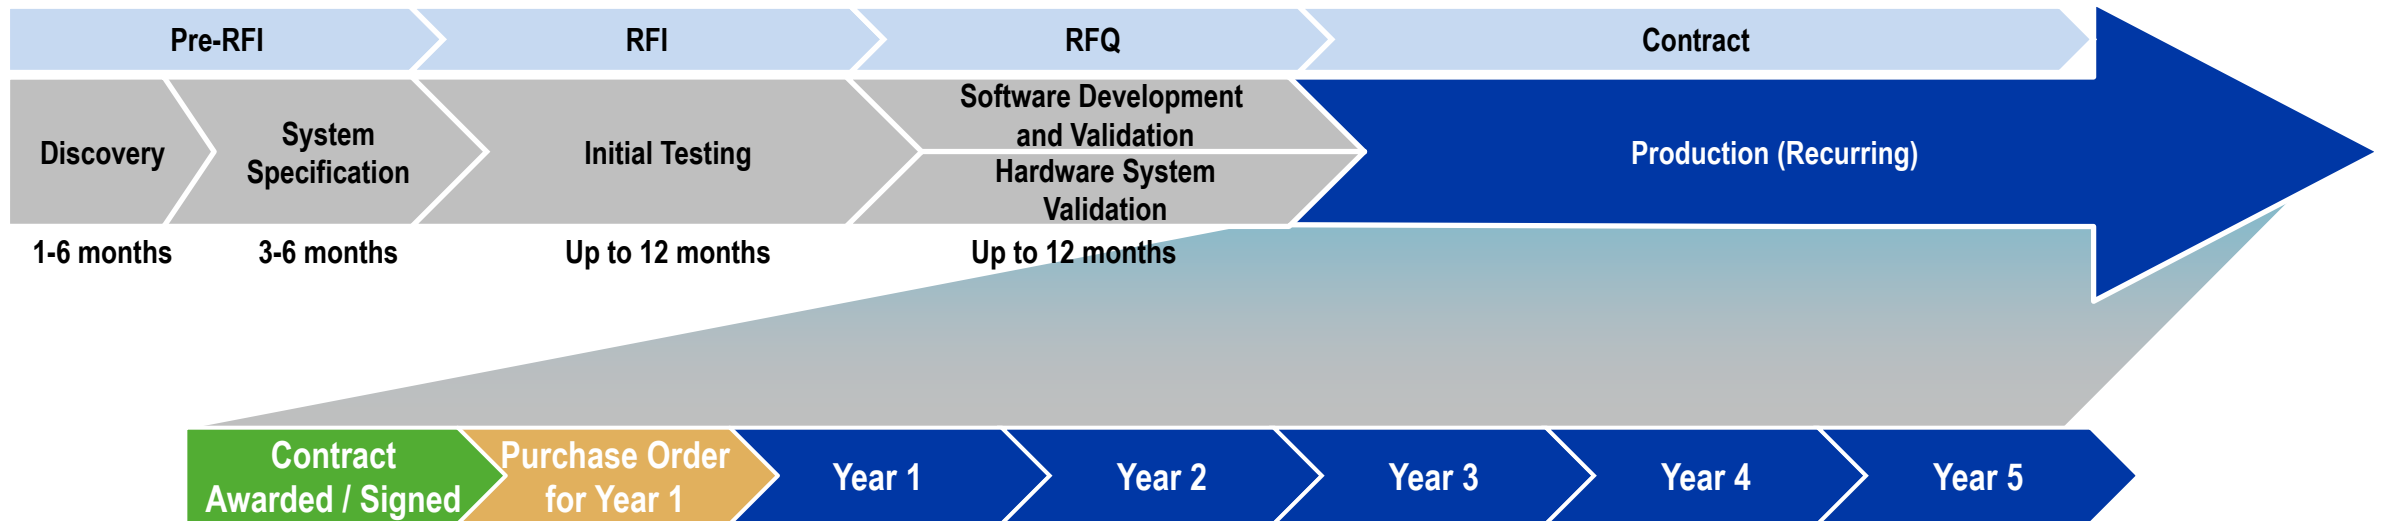 Pre-RFI
RFI
RFQ
Contract
Discovery
System
Specification
Initial Testing
Software Development
and Validation
Hardware System
Validation
Production (Recurring)
1-6 months
3-6 months
Up to 12 months
Up to 12 months
Contract
Awarded / Signed
Purchase Order
for Year 1
Year 1
Year 2
Year 3
Year 4
Year 5